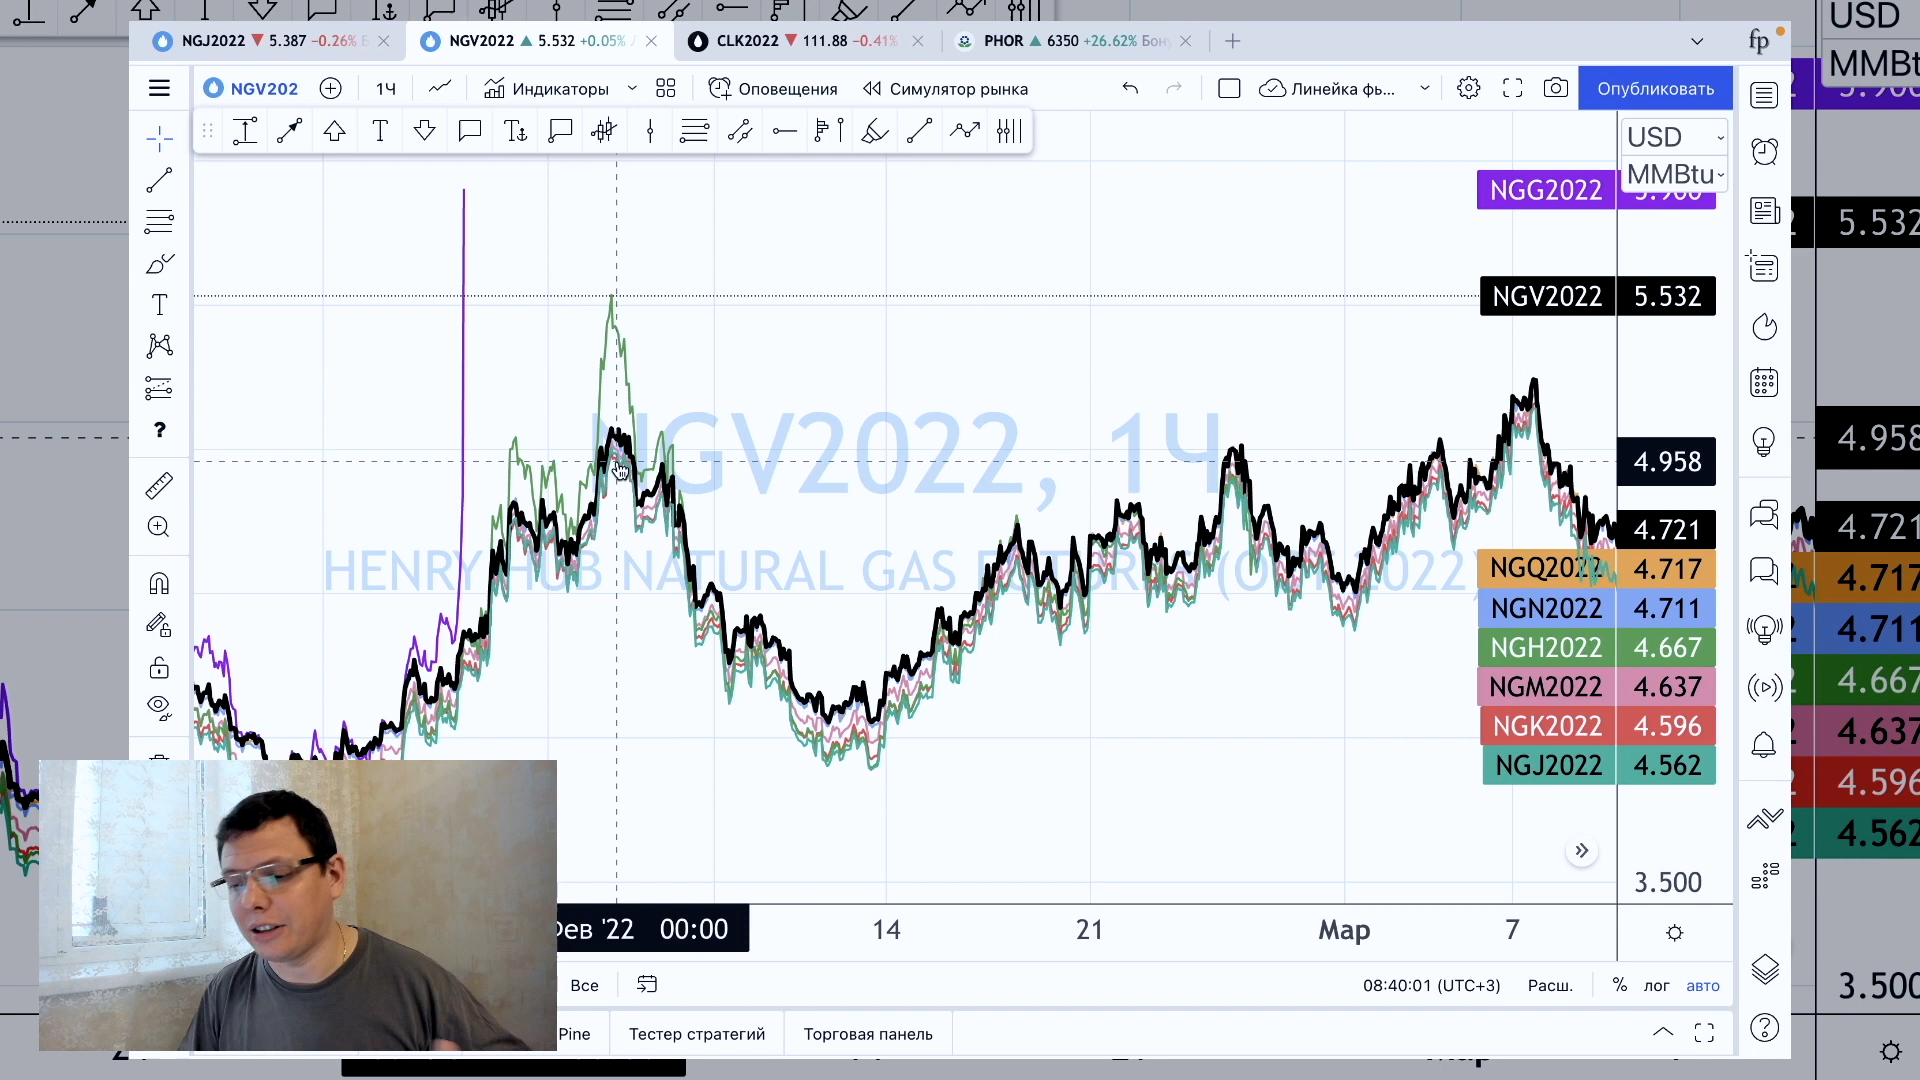 USD
MMBtu
NGJ2022 5.387 −0.26%
NGV2022 5.532 +0.05%
CLK2022 111.88 −0.41%
PHOR 6350 +26.62% Бон
fp
NGV202
1Ч
Индикаторы
Оповещения
Симулятор рынка
Линейка фь...
Опубликовать
USD
MMBtu
NGG2022
NGV2022 5.532
5.532
NGV2022, 1Ч
4.958
4.958
HENRY HUB NATURAL GAS FUTURES (OCT 2022)
4.721
4.721
NGQ2022 4.717
4.717
NGN2022 4.711
4.711
NGH2022 4.667
4.667
NGM2022 4.637
4.637
NGK2022 4.596
4.596
NGJ2022 4.562
4.562
3.500
3.500
Фев '22 00:00
14
21
Мар
7
Все
08:40:01 (UTC+3)
Расш.
%
лог
авто
Pine
Тестер стратегий
Торговая панель